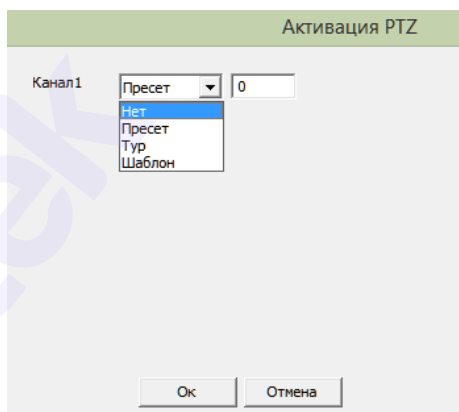 Активация PTZ
Канал1 Пресет 0
Нет
Пресет
Тур
Шаблон
Ок Отмена